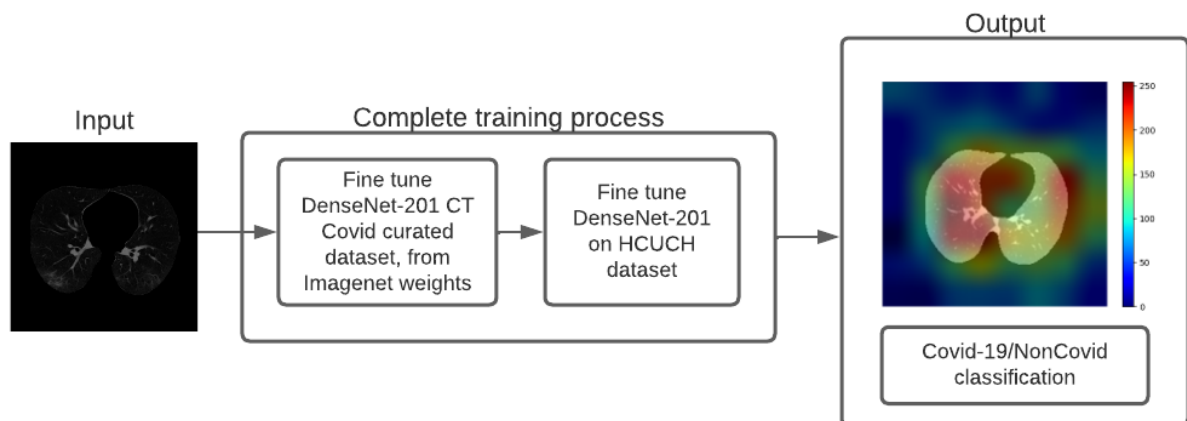 Input
Complete training process
Fine tune
DenseNet-201 CT
Covid curated
dataset, from
Imagenet weights
Fine tune
DenseNet-201
on HCUCH
dataset
Output
250
200
150
100
50
0
Covid-19/NonCovid
classification